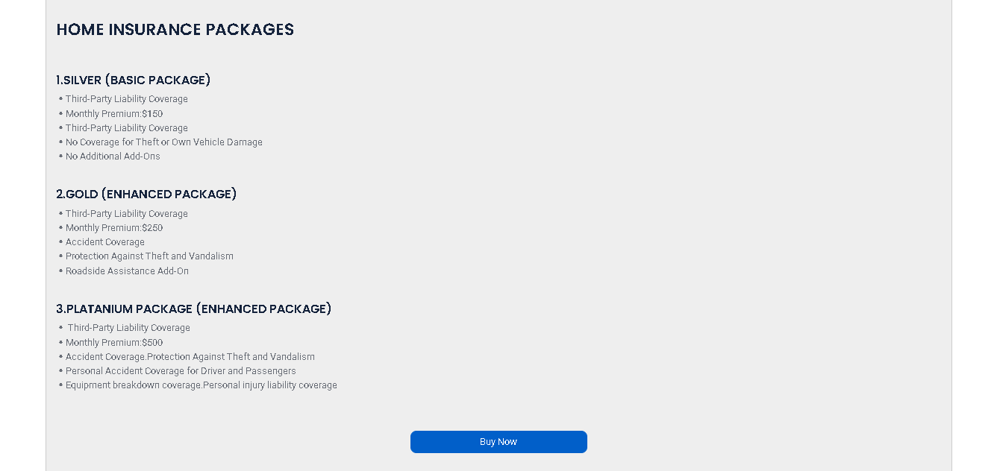 HOME INSURANCE PACKAGES
1.SILVER (BASIC PACKAGE)
• Third-Party Liability Coverage
• Monthly Premium:$150
• Third-Party Liability Coverage
• No Coverage for Theft or Own Vehicle Damage
• No Additional Add-Ons
2.GOLD (ENHANCED PACKAGE)
• Third-Party Liability Coverage
• Monthly Premium:$250
• Accident Coverage
• Protection Against Theft and Vandalism
• Roadside Assistance Add-On
3.PLATANIUM PACKAGE (ENHANCED PACKAGE)
• Third-Party Liability Coverage
• Monthly Premium:$500
• Accident Coverage.Protection Against Theft and Vandalism
• Personal Accident Coverage for Driver and Passengers
• Equipment breakdown coverage.Personal injury liability coverage
Buy Now